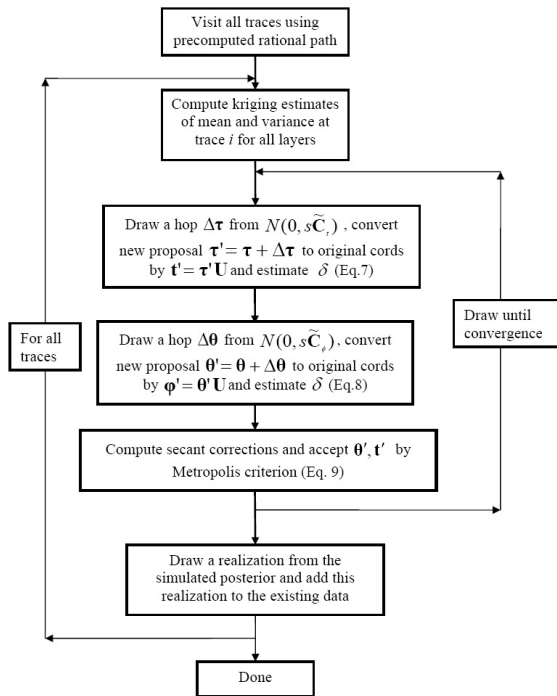 Visit all traces using
precomputed rational path
Compute kriging estimates
of mean and variance at
trace i for all layers
Draw a hop Δτ from N(0, sC̃ₜ) , convert
new proposal τ' = τ + Δτ to original cords
by t' = τ'U and estimate δ (Eq.7)
For all
traces
Draw until
convergence
Draw a hop Δθ from N(0, sC̃ᵩ), convert
new proposal θ' = θ + Δθ to original cords
by φ' = θ'U and estimate δ (Eq.8)
Compute secant corrections and accept θ′, t′ by
Metropolis criterion (Eq. 9)
Draw a realization from the
simulated posterior and add this
realization to the existing data
Done